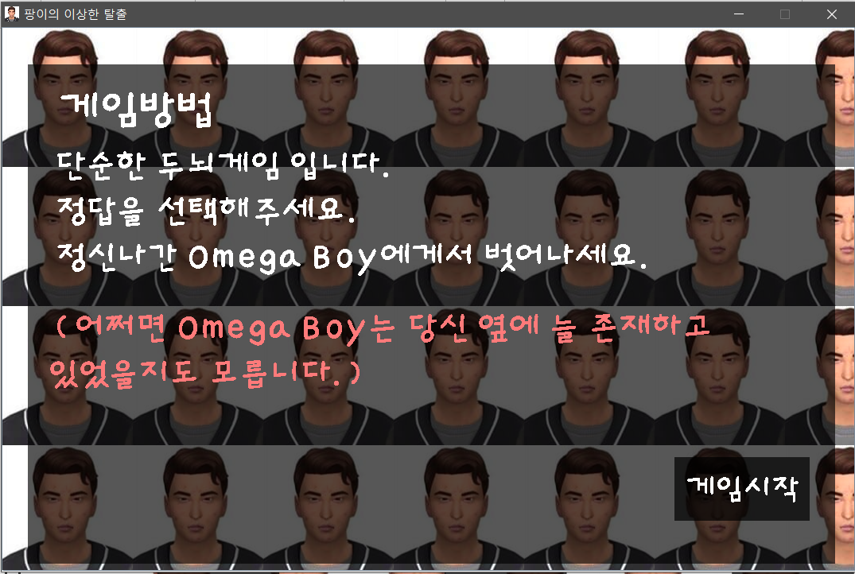 팡이의 이상한 탈출
게임방법
단순한 두뇌게임 입니다.
정답을 선택해주세요.
정신나간 Omega Boy에게서 벗어나세요.
(어쩌면 Omega Boy는 당신 옆에 늘 존재하고
있었을지도 모릅니다.)
게임시작